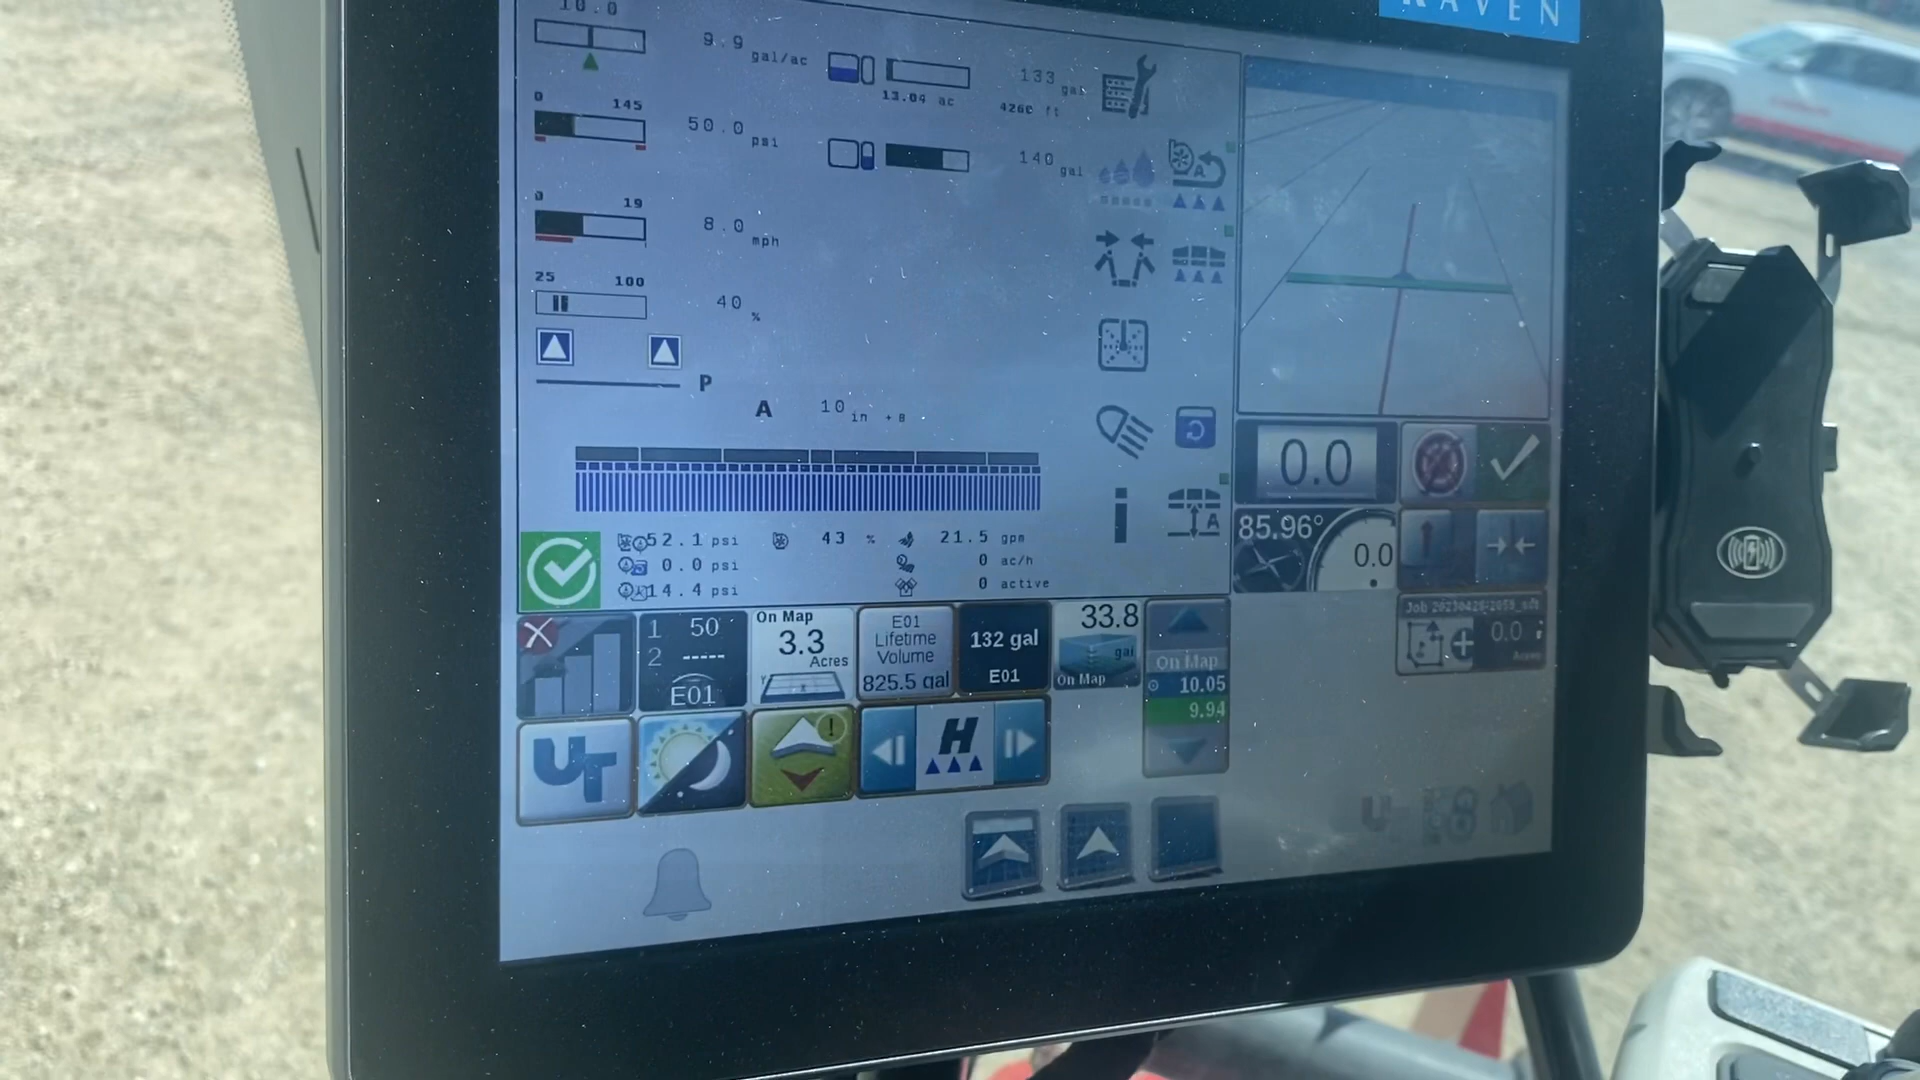 RAVEN
10.0
9.9 gal/ac
133 gal
13.04 ac
4260 ft
0 145
50.0 psi
140 gal
A
0 19
8.0 mph
25 100
40 %
P
A 10 in +8
A
52.1 psi 43 % 21.5 gpm
0.0 psi 0 ac/h
14.4 psi 0 active
0.0
85.96°
0.0
1 50
2 -----
E01
On Map
3.3
Acres
E01
Lifetime
Volume
825.5 gal
132 gal
E01
33.8
gal
On Map
On Map
10.05
9.94
0.0
Acres
UT
H